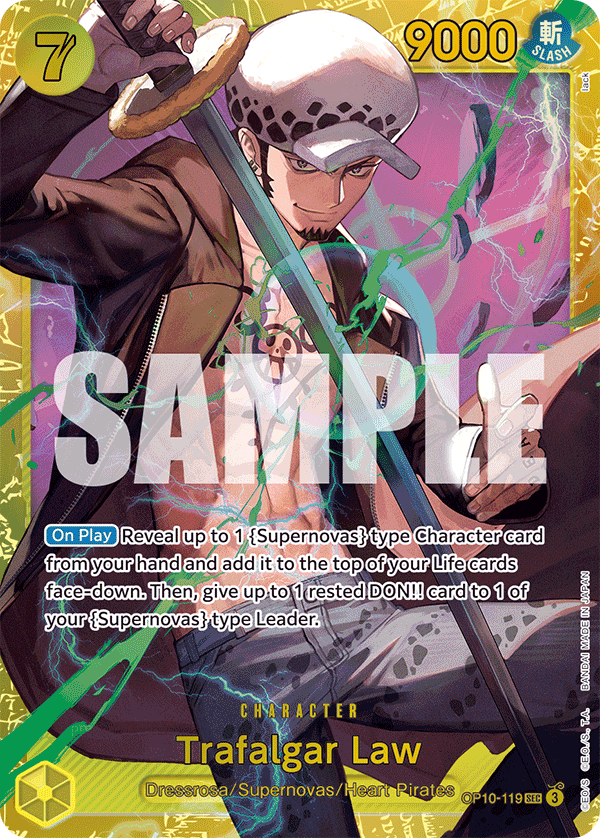 7
9000
斬
SLASH
lack
SAMPLE
On Play Reveal up to 1 {Supernovas} type Character card
from your hand and add it to the top of your Life cards
face-down. Then, give up to 1 rested DON!! card to 1 of
your {Supernovas} type Leader.
CHARACTER
Trafalgar Law
Dressrosa/Supernovas/Heart Pirates
OP10-119 SEC 3
©EO/S ©E.O./S., T.A. BANDAI MADE IN JAPAN